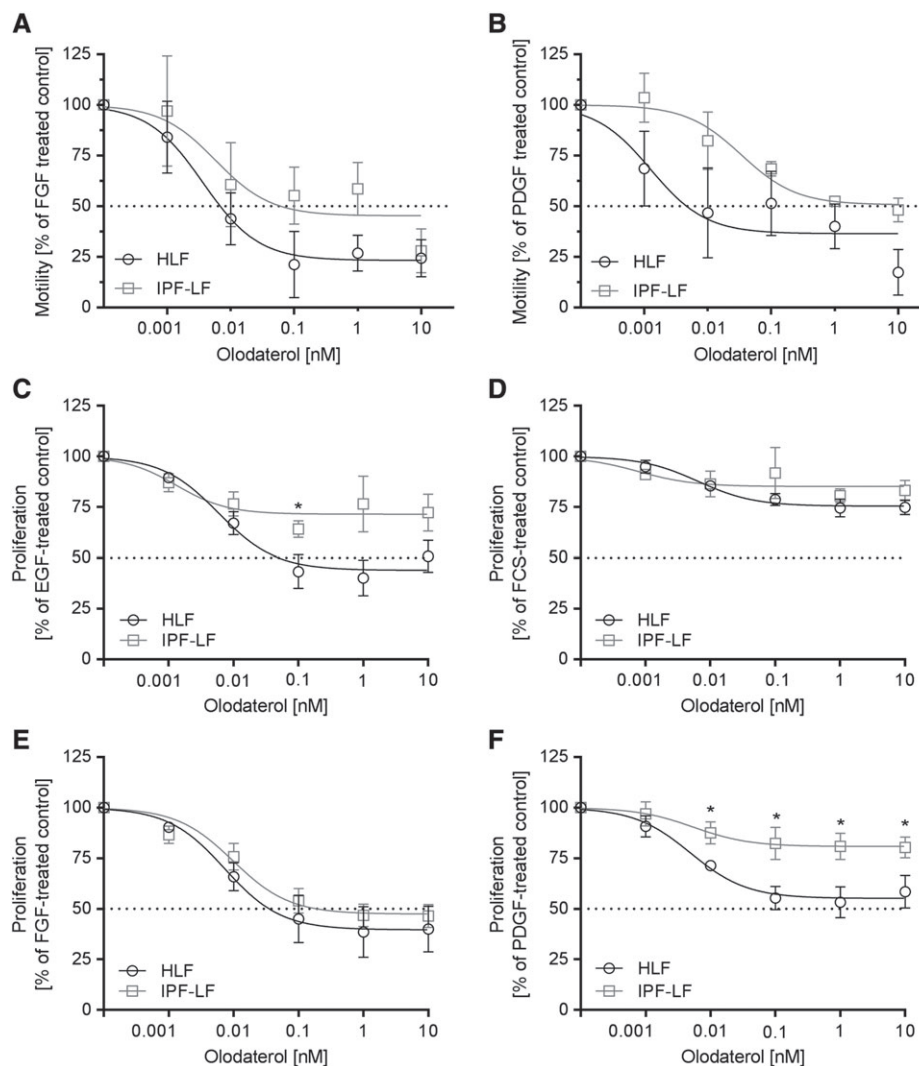 A
Motility [% of FGF treated control]
125
100
75
50
25
0
HLF
IPF-LF
0.001 0.01 0.1 1 10
Olodaterol [nM]
B
Motility [% of PDGF treated control]
125
100
75
50
25
0
HLF
IPF-LF
0.001 0.01 0.1 1 10
Olodaterol [nM]
C
Proliferation
[% of EGF-treated control]
125
100
75
50
25
0
*
HLF
IPF-LF
0.001 0.01 0.1 1 10
Olodaterol [nM]
D
Proliferation
[% of FCS-treated control]
125
100
75
50
25
0
HLF
IPF-LF
0.001 0.01 0.1 1 10
Olodaterol [nM]
E
Proliferation
[% of FGF-treated control]
125
100
75
50
25
0
HLF
IPF-LF
0.001 0.01 0.1 1 10
Olodaterol [nM]
F
Proliferation
[% of PDGF-treated control]
125
100
75
50
25
0
* * * *
HLF
IPF-LF
0.001 0.01 0.1 1 10
Olodaterol [nM]